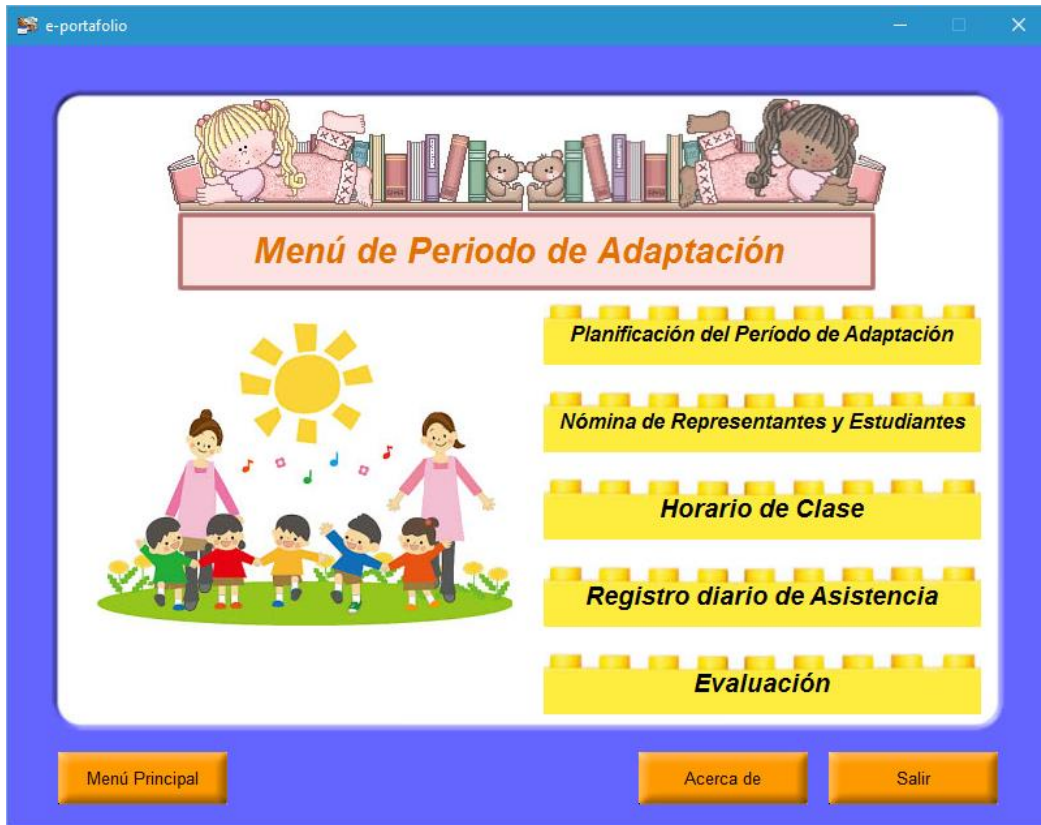 e-portafolio
Menú de Periodo de Adaptación
Planificación del Período de Adaptación
Nómina de Representantes y Estudiantes
Horario de Clase
Registro diario de Asistencia
Evaluación
Menú Principal
Acerca de
Salir